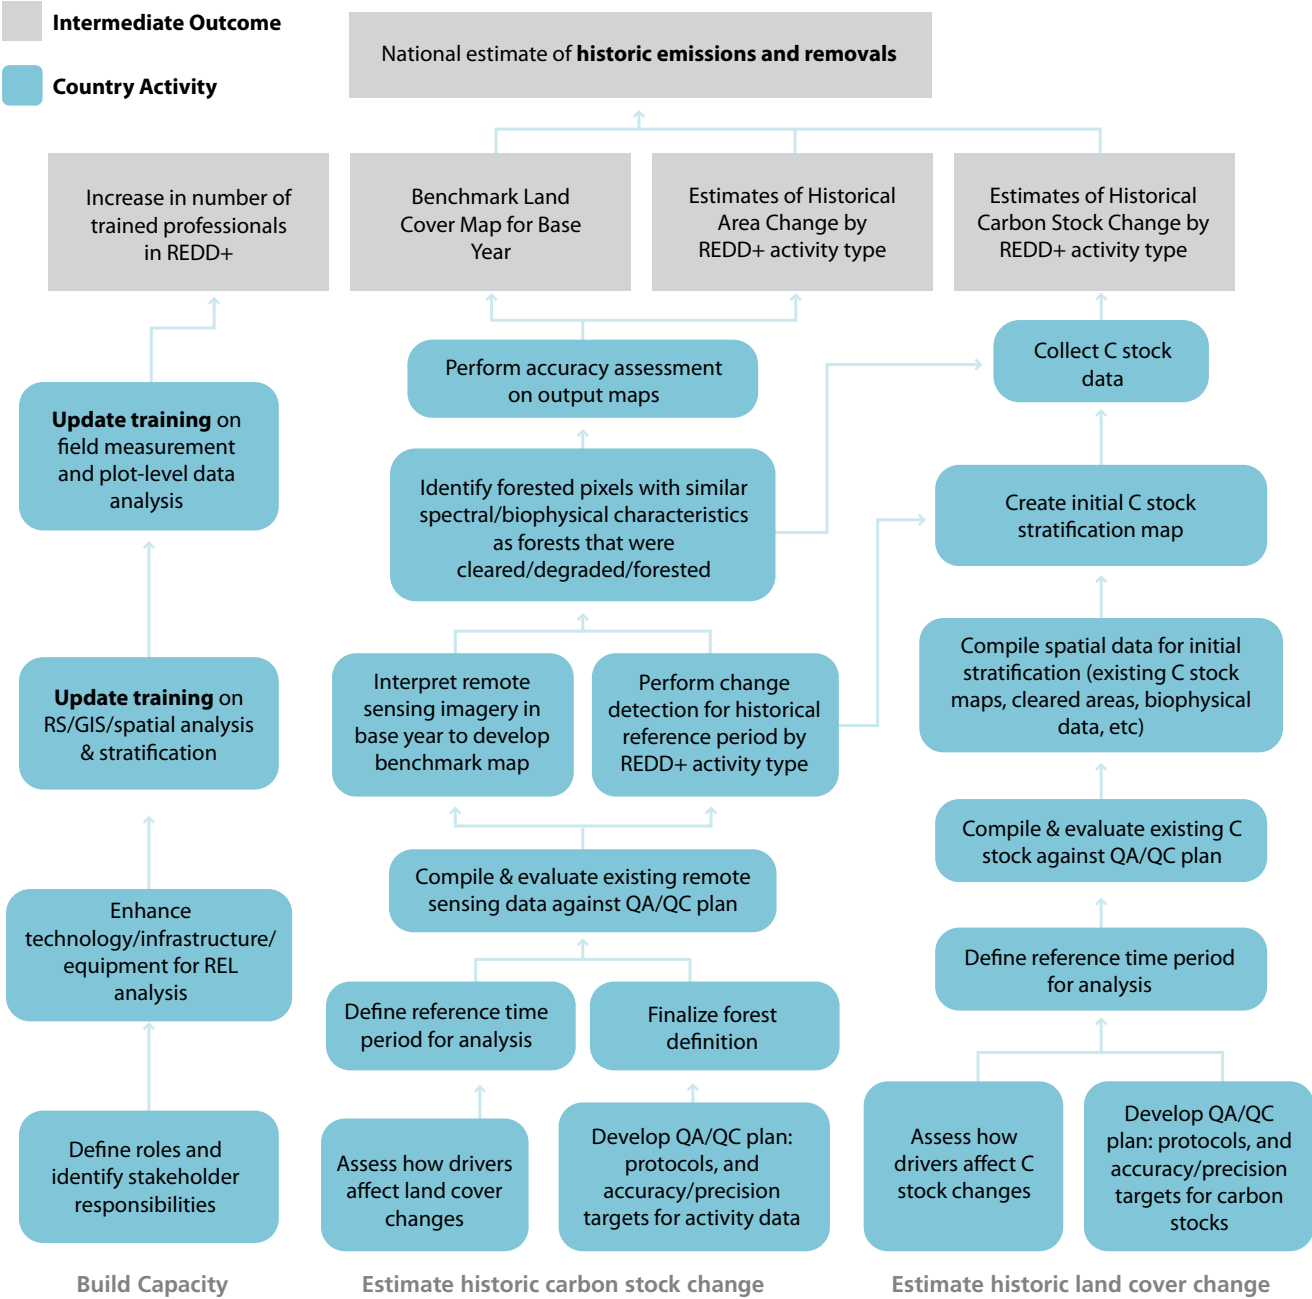 Intermediate Outcome
Country Activity
National estimate of historic emissions and removals
Increase in number of
trained professionals
in REDD+
Benchmark Land
Cover Map for Base
Year
Estimates of Historical
Area Change by
REDD+ activity type
Estimates of Historical
Carbon Stock Change by
REDD+ activity type
Update training on
field measurement
and plot-level data
analysis
Update training on
RS/GIS/spatial analysis
& stratification
Enhance
technology/infrastructure/
equipment for REL
analysis
Define roles and
identify stakeholder
responsibilities
Build Capacity
Perform accuracy assessment
on output maps
Identify forested pixels with similar
spectral/biophysical characteristics
as forests that were
cleared/degraded/forested
Interpret remote
sensing imagery in
base year to develop
benchmark map
Perform change
detection for historical
reference period by
REDD+ activity type
Compile & evaluate existing remote
sensing data against QA/QC plan
Define reference time
period for analysis
Finalize forest
definition
Assess how drivers
affect land cover
changes
Develop QA/QC plan:
protocols, and
accuracy/precision
targets for activity data
Estimate historic carbon stock change
Collect C stock
data
Create initial C stock
stratification map
Compile spatial data for initial
stratification (existing C stock
maps, cleared areas, biophysical
data, etc)
Compile & evaluate existing C
stock against QA/QC plan
Define reference time period
for analysis
Assess how
drivers affect C
stock changes
Develop QA/QC
plan: protocols, and
accuracy/precision
targets for carbon
stocks
Estimate historic land cover change